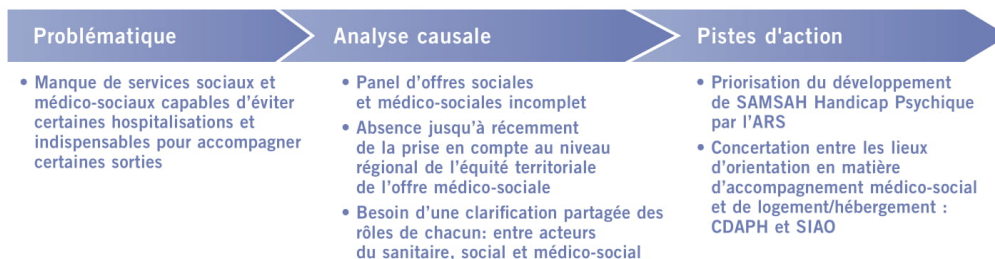 Problématique
Analyse causale
Pistes d'action
• Manque de services sociaux et
médico-sociaux capables d’éviter
certaines hospitalisations et
indispensables pour accompagner
certaines sorties
• Panel d’offres sociales
et médico-sociales incomplet
• Absence jusqu’à récemment
de la prise en compte au niveau
régional de l’équité territoriale
de l’offre médico-sociale
• Besoin d’une clarification partagée des
rôles de chacun: entre acteurs
du sanitaire, social et médico-social
• Priorisation du développement
de SAMSAH Handicap Psychique
par l’ARS
• Concertation entre les lieux
d’orientation en matière
d’accompagnement médico-social
et de logement/hébergement :
CDAPH et SIAO